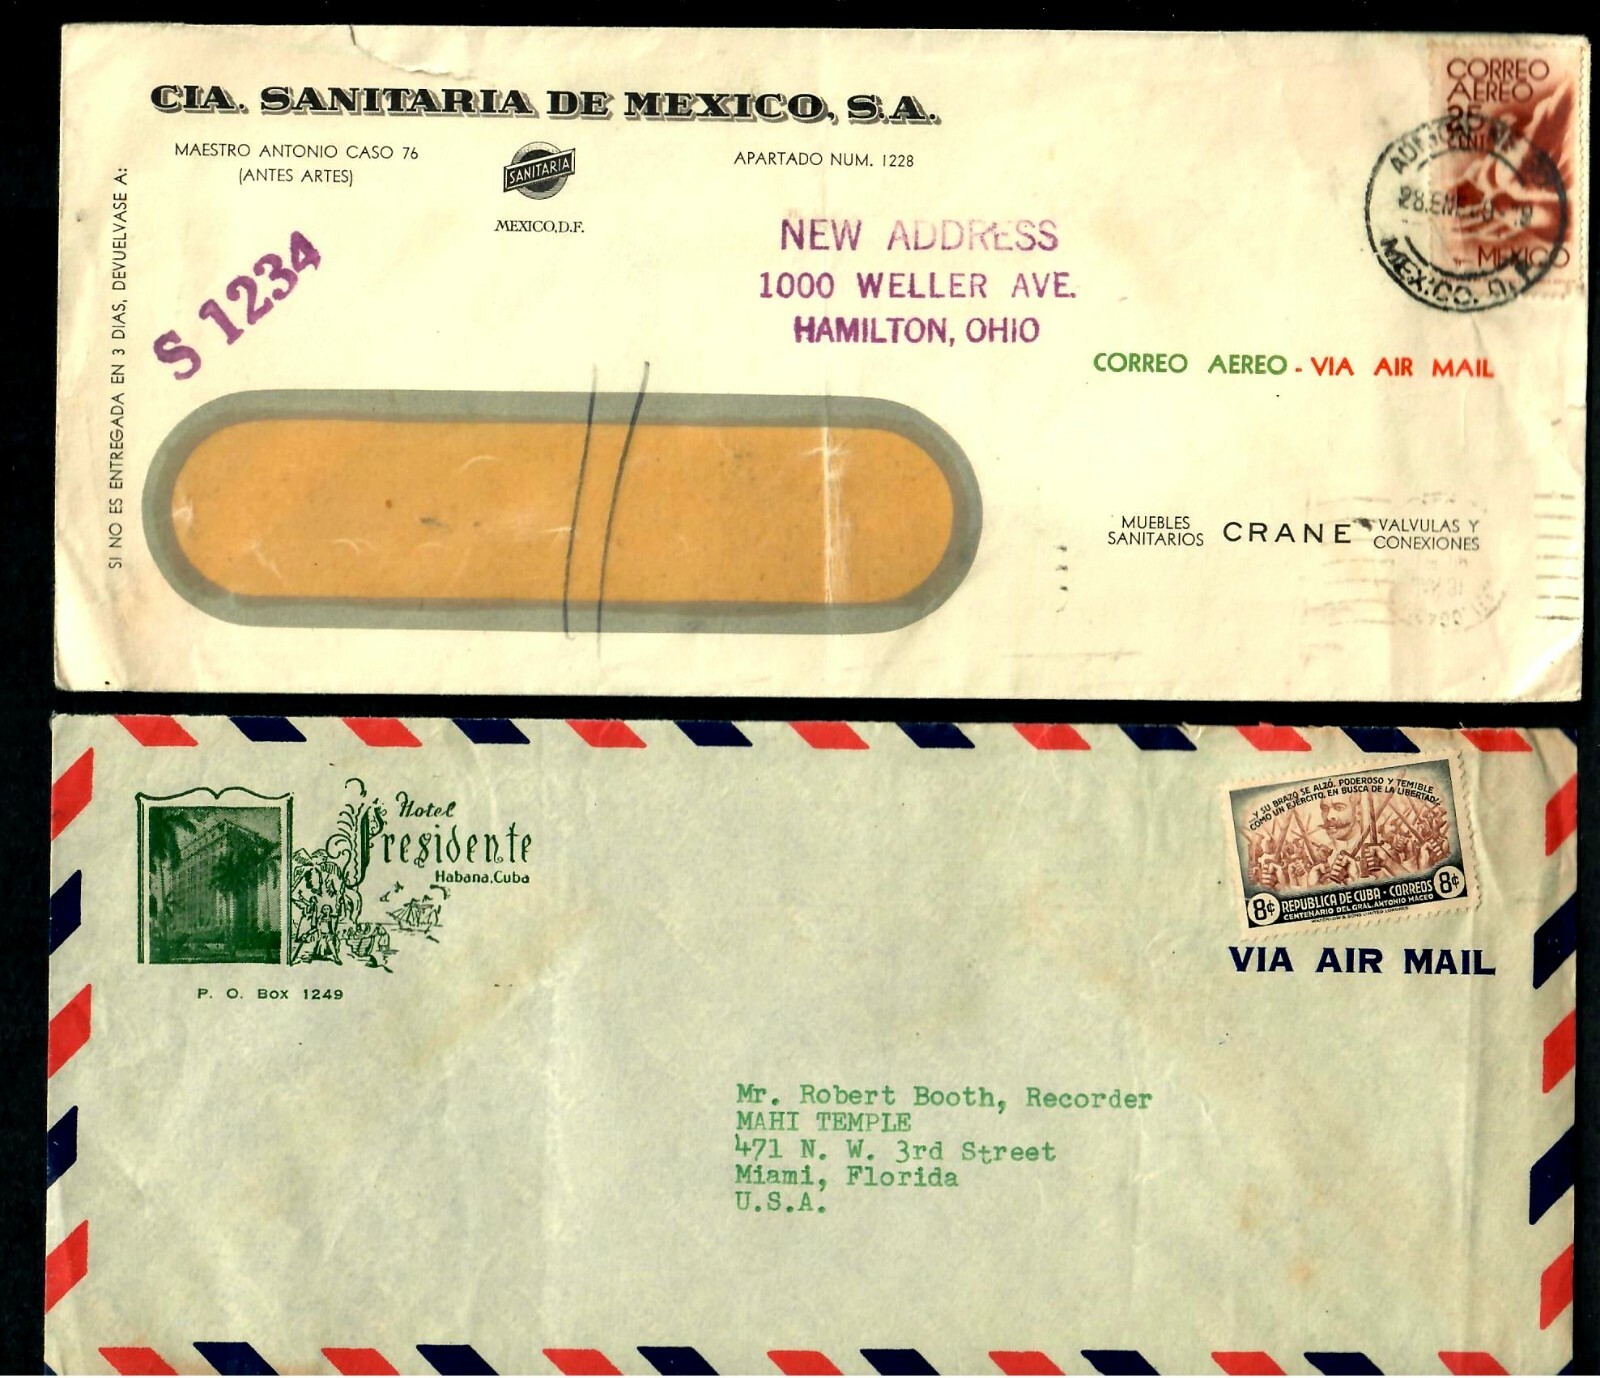 CIA. SANITARIA DE MEXICO, S.A.
MAESTRO ANTONIO CASO 76
(ANTES ARTES)
SANITARIA
MEXICO, D.F.
APARTADO NUM. 1228
SI NO ES ENTREGADA EN 3 DIAS, DEVUELVASE A:
S 1234
NEW ADDRESS
1000 WELLER AVE.
HAMILTON, OHIO
CORREO
AEREO
25
CENT
MEXICO
28. ENE
MEXICO. D.F.
CORREO AEREO - VIA AIR MAIL
MUEBLES
SANITARIOS
CRANE
VALVULAS Y
CONEXIONES
Hotel
Presidente
Habana, Cuba
P. O. Box 1249
...Y SU BRAZO SE ALZÓ, PODEROSO Y TEMIBLE
COMO UN EJÉRCITO, EN BUSCA DE LA LIBERTAD
8¢ REPUBLICA DE CUBA · CORREOS 8¢
CENTENARIO DEL GRAL. ANTONIO MACEO
VIA AIR MAIL
Mr. Robert Booth, Recorder
MAHI TEMPLE
471 N. W. 3rd Street
Miami, Florida
U.S.A.